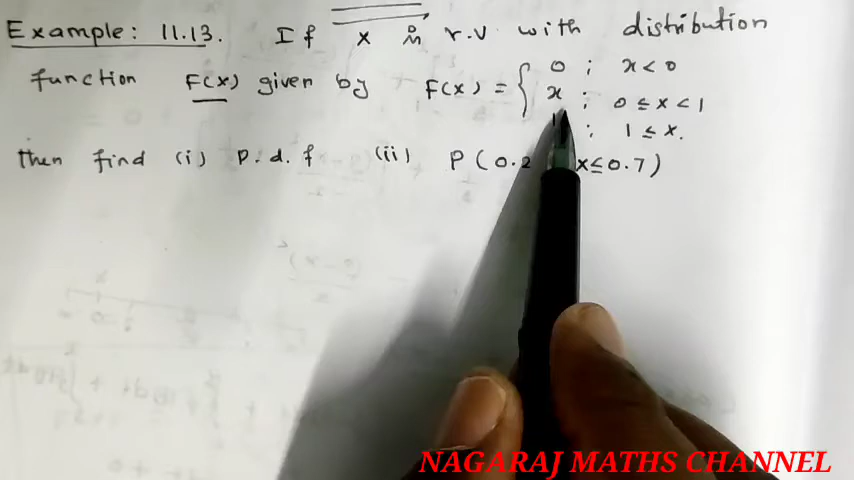 Example: 11.13. If x is r.v with distribution
function F(x) given by F(x) = { 0 ; x < 0
x ; 0 ≤ x < 1
1 ; 1 ≤ x.
then find (i) p.d.f (ii) P(0.2 x ≤ 0.7)
NAGARAJ MATHS CHANNEL